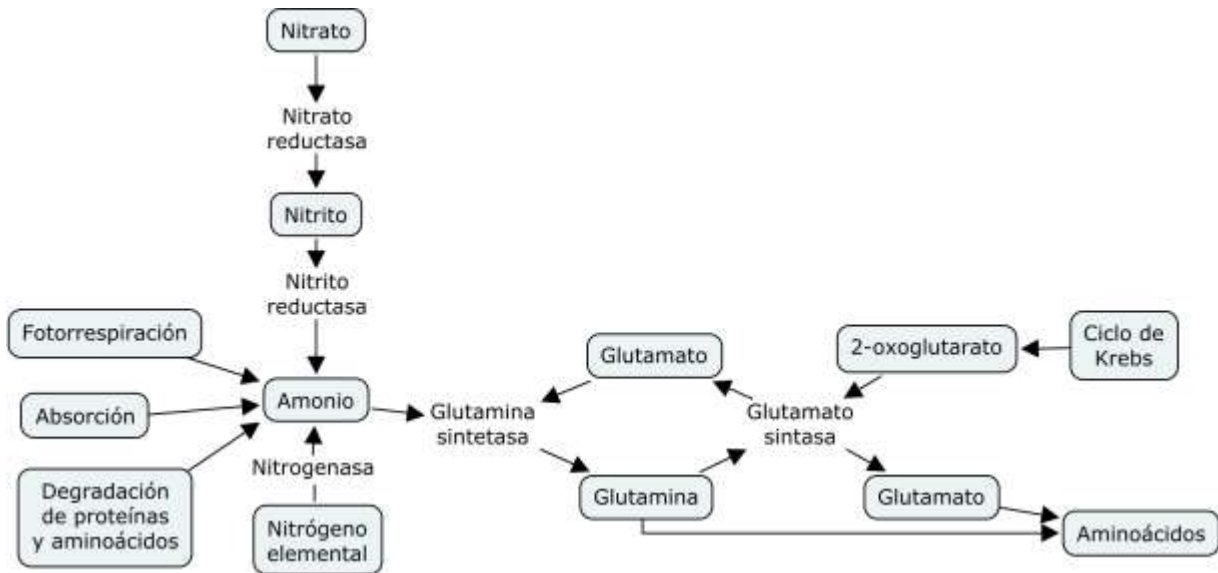 Nitrato
Nitrato
reductasa
Nitrito
Nitrito
reductasa
Fotorrespiración
Absorción
Degradación
de proteínas
y aminoácidos
Amonio
Nitrogenasa
Nitrógeno
elemental
Glutamina
sintetasa
Glutamato
Glutamina
Glutamato
sintasa
2-oxoglutarato
Ciclo de
Krebs
Glutamato
Aminoácidos